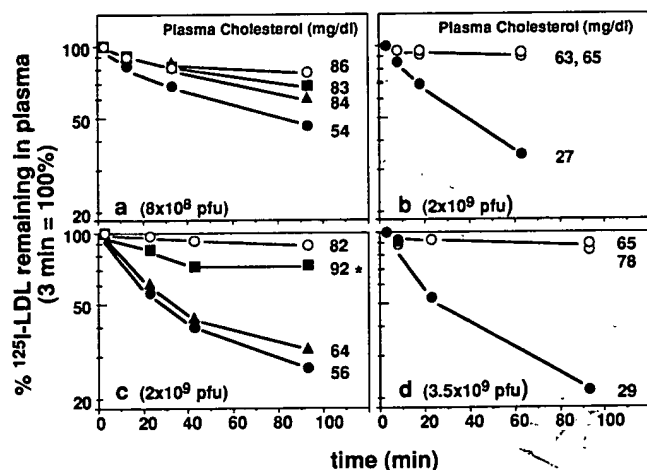 Plasma Cholesterol (mg/dl)
Plasma Cholesterol (mg/dl)
100
50
20
86
83
84
54
a (8x10⁸ pfu)
63, 65
27
b (2x10⁹ pfu)
100
50
20
82
92 *
64
56
c (2x10⁹ pfu)
65
78
29
d (3.5x10⁹ pfu)
0 20 40 60 80 100
0 20 40 60 80 100
% ¹²⁵I-LDL remaining in plasma
(3 min = 100%)
time (min)